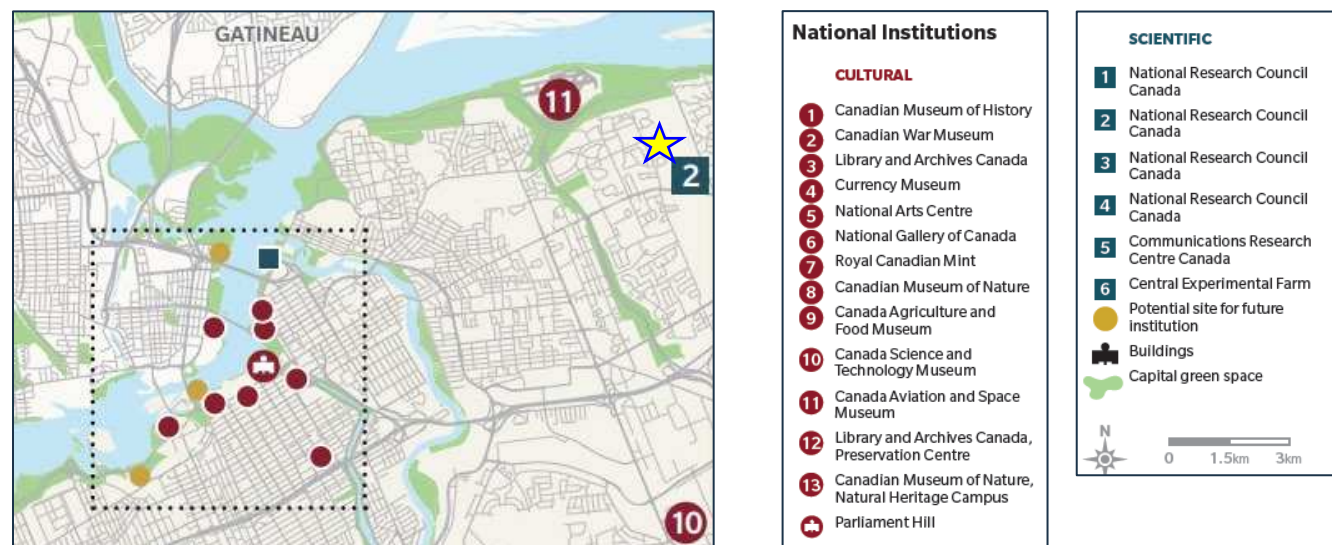 GATINEAU
11
2
10
National Institutions
CULTURAL
1 Canadian Museum of History
2 Canadian War Museum
3 Library and Archives Canada
4 Currency Museum
5 National Arts Centre
6 National Gallery of Canada
7 Royal Canadian Mint
8 Canadian Museum of Nature
9 Canada Agriculture and
Food Museum
10 Canada Science and
Technology Museum
11 Canada Aviation and Space
Museum
12 Library and Archives Canada,
Preservation Centre
13 Canadian Museum of Nature,
Natural Heritage Campus
Parliament Hill
SCIENTIFIC
1 National Research Council
Canada
2 National Research Council
Canada
3 National Research Council
Canada
4 National Research Council
Canada
5 Communications Research
Centre Canada
6 Central Experimental Farm
Potential site for future
institution
Buildings
Capital green space
N
0 1.5km 3km